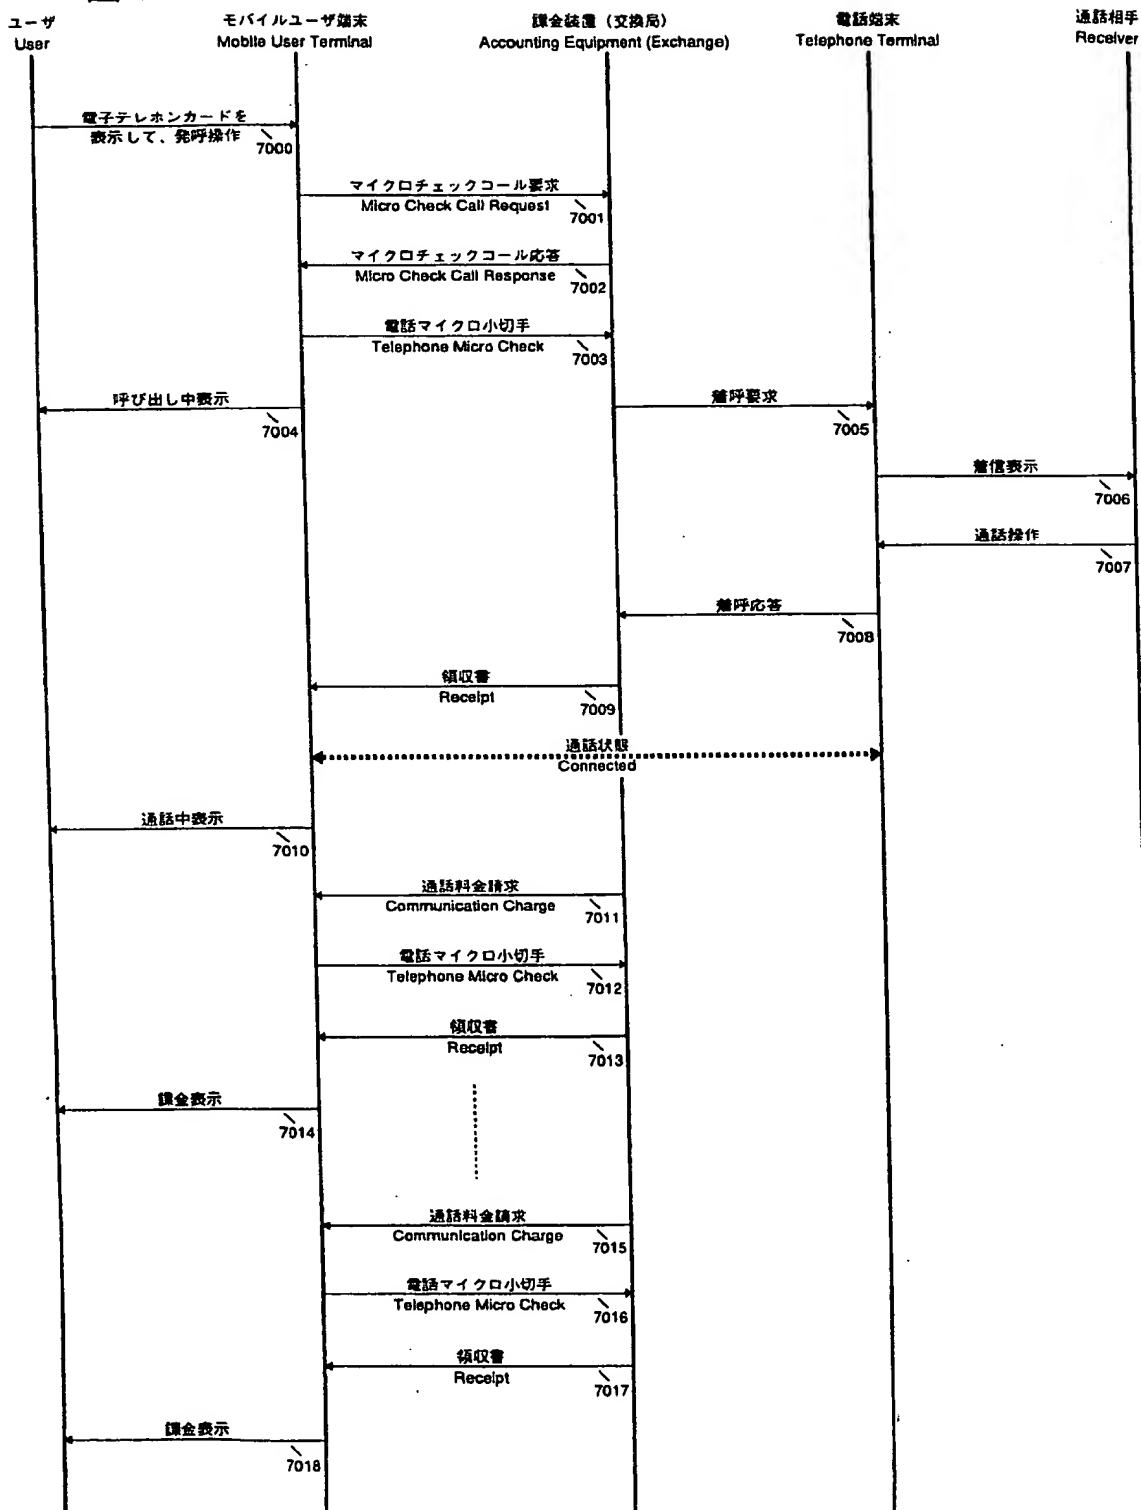 ユーザ
User
モバイルユーザ端末
Mobile User Terminal
課金装置（交換局）
Accounting Equipment (Exchange)
電話端末
Telephone Terminal
通話相手
Receiver
電子テレホンカードを
表示して、発呼操作
7000
マイクロチェックコール要求
Micro Check Call Request
7001
マイクロチェックコール応答
Micro Check Call Response
7002
電話マイクロ小切手
Telephone Micro Check
7003
呼び出し中表示
7004
着呼要求
7005
着信表示
7006
通話操作
7007
着呼応答
7008
領収書
Receipt
7009
通話状態
Connected
通話中表示
7010
通話料金請求
Communication Charge
7011
電話マイクロ小切手
Telephone Micro Check
7012
領収書
Receipt
7013
課金表示
7014
通話料金請求
Communication Charge
7015
電話マイクロ小切手
Telephone Micro Check
7016
領収書
Receipt
7017
課金表示
7018